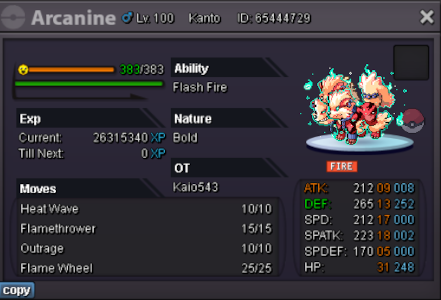 Arcanine ♂ Lv. 100 Kanto ID: 65444729
383/383
Ability
Flash Fire
Exp
Current: 26315340 XP
Till Next: 0 XP
Nature
Bold
OT
Kaio543
FIRE
Moves
Heat Wave 10/10
Flamethrower 15/15
Outrage 10/10
Flame Wheel 25/25
ATK: 212 09 008
DEF: 265 13 252
SPD: 212 17 000
SPATK: 223 18 002
SPDEF: 170 05 000
HP: 31 248
copy